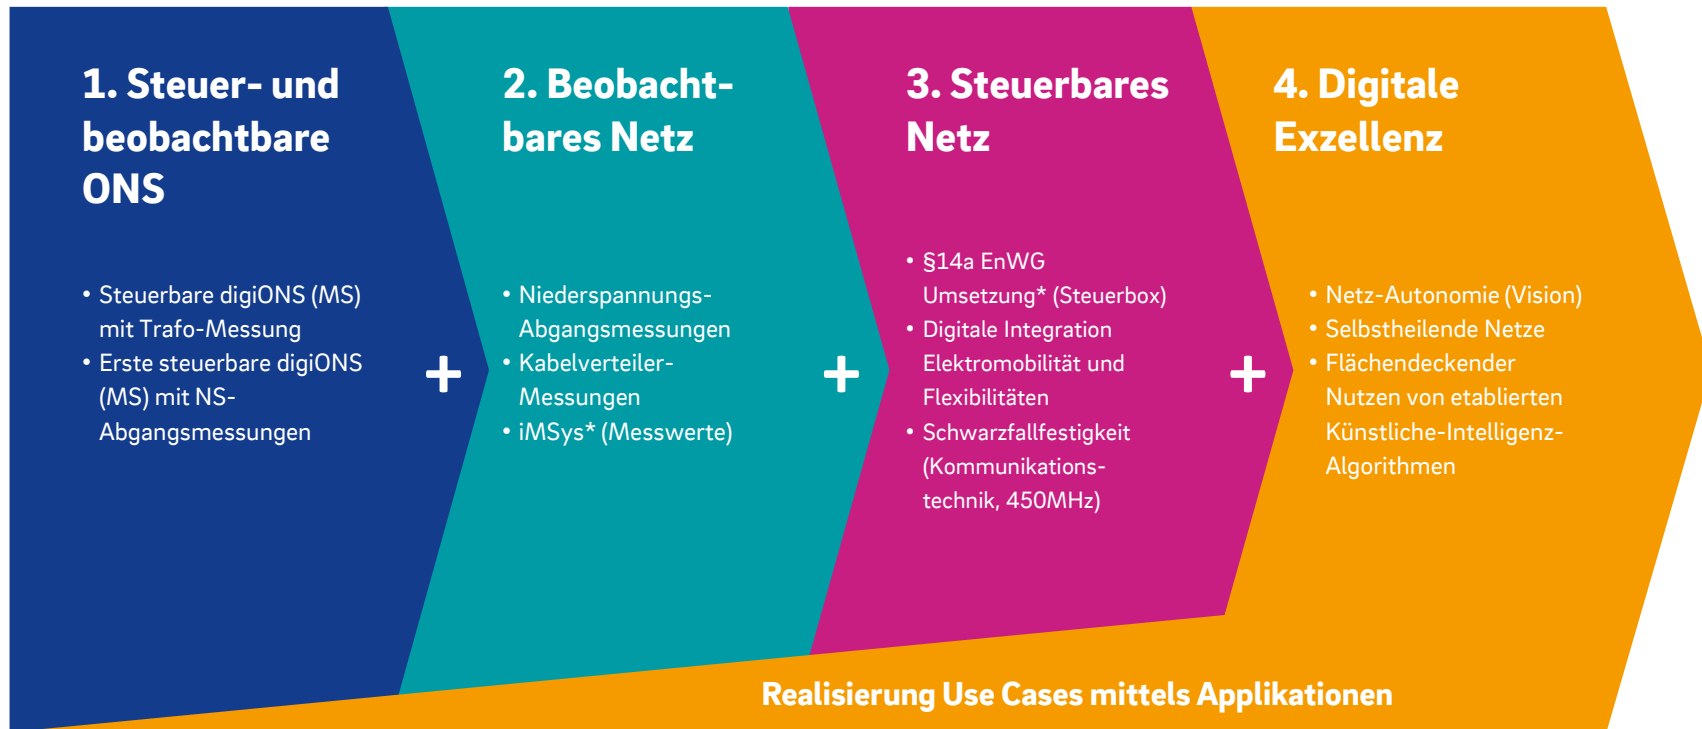 1. Steuer- und
beobachtbare
ONS
• Steuerbare digiONS (MS)
mit Trafo-Messung
• Erste steuerbare digiONS
(MS) mit NS-
Abgangsmessungen
+
2. Beobacht-
bares Netz
• Niederspannungs-
Abgangsmessungen
• Kabelverteiler-
Messungen
• iMSys* (Messwerte)
+
3. Steuerbares
Netz
• §14a EnWG
Umsetzung* (Steuerbox)
• Digitale Integration
Elektromobilität und
Flexibilitäten
• Schwarzfallfestigkeit
(Kommunikations-
technik, 450MHz)
+
4. Digitale
Exzellenz
• Netz-Autonomie (Vision)
• Selbstheilende Netze
• Flächendeckender
Nutzen von etablierten
Künstliche-Intelligenz-
Algorithmen
Realisierung Use Cases mittels Applikationen